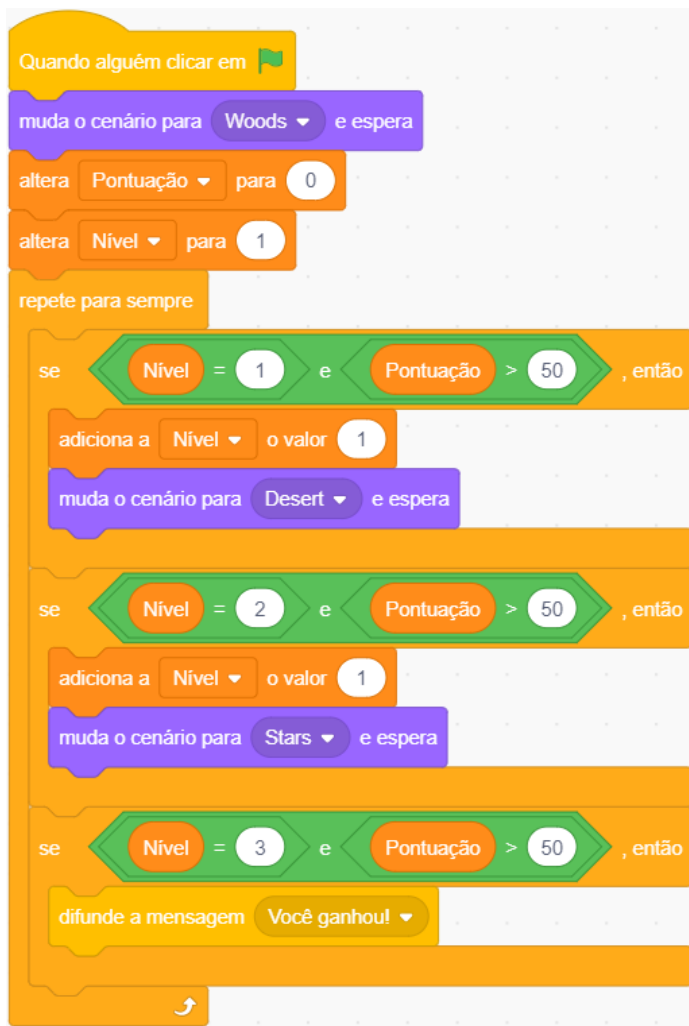 Quando alguém clicar em
muda o cenário para Woods e espera
altera Pontuação para 0
altera Nível para 1
repete para sempre
se Nível = 1 e Pontuação > 50 , então
adiciona a Nível o valor 1
muda o cenário para Desert e espera
se Nível = 2 e Pontuação > 50 , então
adiciona a Nível o valor 1
muda o cenário para Stars e espera
se Nível = 3 e Pontuação > 50 , então
difunde a mensagem Você ganhou!